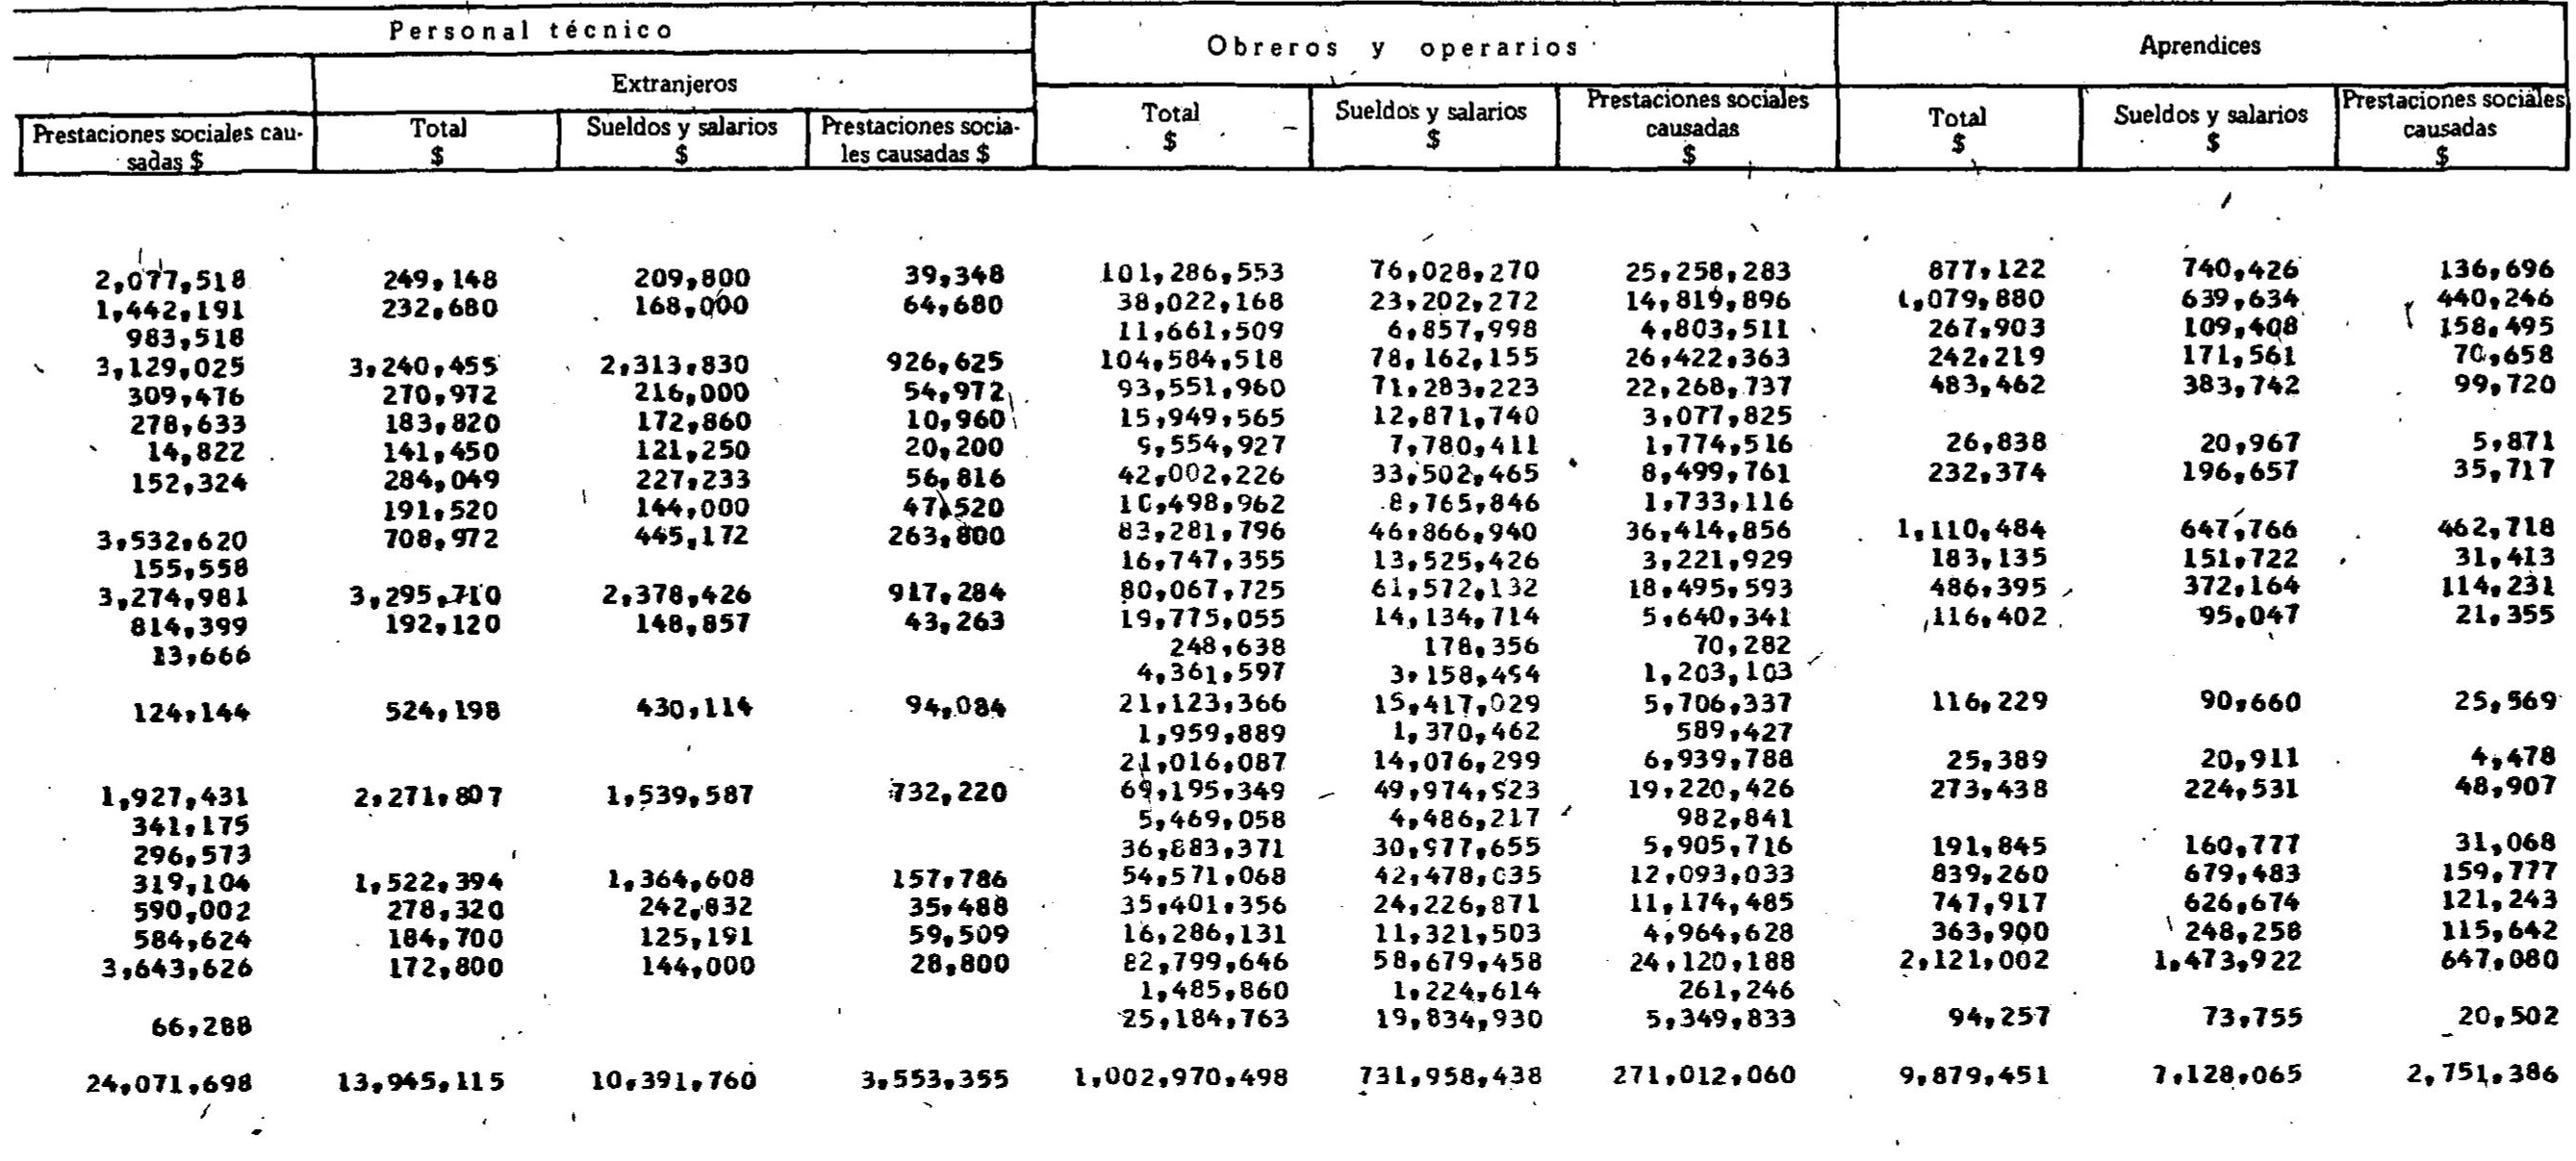 Personal técnico
Obreros y operarios
Aprendices
Extranjeros
Prestaciones sociales cau-
sadas $
Total
$
Sueldos y salarios
$
Prestaciones socia-
les causadas $
Total
$
Sueldos y salarios
$
Prestaciones sociales
causadas
$
Total
$
Sueldos y salarios
$
Prestaciones sociales
causadas
$
2,077,518 249,148 209,800 39,348 101,286,553 76,028,270 25,258,283 877,122 740,426 136,696
1,442,191 232,680 168,000 64,680 38,022,168 23,202,272 14,819,896 1,079,880 639,634 440,246
983,518 11,661,509 6,857,998 4,803,511 267,903 109,408 158,495
3,129,025 3,240,455 2,313,830 926,625 104,584,518 78,162,155 26,422,363 242,219 171,561 70,658
309,476 270,972 216,000 54,972 93,551,960 71,283,223 22,268,737 483,462 383,742 99,720
278,633 183,820 172,860 10,960 15,949,565 12,871,740 3,077,825
14,822 141,450 121,250 20,200 9,554,927 7,780,411 1,774,516 26,838 20,967 5,871
152,324 284,049 227,233 56,816 42,002,226 33,502,465 8,499,761 232,374 196,657 35,717
191,520 144,000 47,520 10,498,962 8,765,846 1,733,116
3,532,620 708,972 445,172 263,800 83,281,796 46,866,940 36,414,856 1,110,484 647,766 462,718
155,558 16,747,355 13,525,426 3,221,929 183,135 151,722 31,413
3,274,981 3,295,710 2,378,426 917,284 80,067,725 61,572,132 18,495,593 486,395 372,164 114,231
814,399 192,120 148,857 43,263 19,775,055 14,134,714 5,640,341 116,402 95,047 21,355
13,666 248,638 178,356 70,282
4,361,597 3,158,494 1,203,103
124,144 524,198 430,114 94,084 21,123,366 15,417,029 5,706,337 116,229 90,660 25,569
1,959,889 1,370,462 589,427
21,016,087 14,076,299 6,939,788 25,389 20,911 4,478
1,927,431 2,271,807 1,539,587 732,220 69,195,349 49,974,923 19,220,426 273,438 224,531 48,907
341,175 5,469,058 4,486,217 982,841
296,573 36,883,371 30,977,655 5,905,716 191,845 160,777 31,068
319,104 1,522,394 1,364,608 157,786 54,571,068 42,478,035 12,093,033 839,260 679,483 159,777
590,002 278,320 242,832 35,488 35,401,356 24,226,871 11,174,485 747,917 626,674 121,243
584,624 184,700 125,191 59,509 16,286,131 11,321,503 4,964,628 363,900 248,258 115,642
3,643,626 172,800 144,000 28,800 82,799,646 58,679,458 24,120,188 2,121,002 1,473,922 647,080
1,485,860 1,224,614 261,246
66,288 25,184,763 19,834,930 5,349,833 94,257 73,755 20,502
24,071,698 13,945,115 10,391,760 3,553,355 1,002,970,498 731,958,438 271,012,060 9,879,451 7,128,065 2,751,386